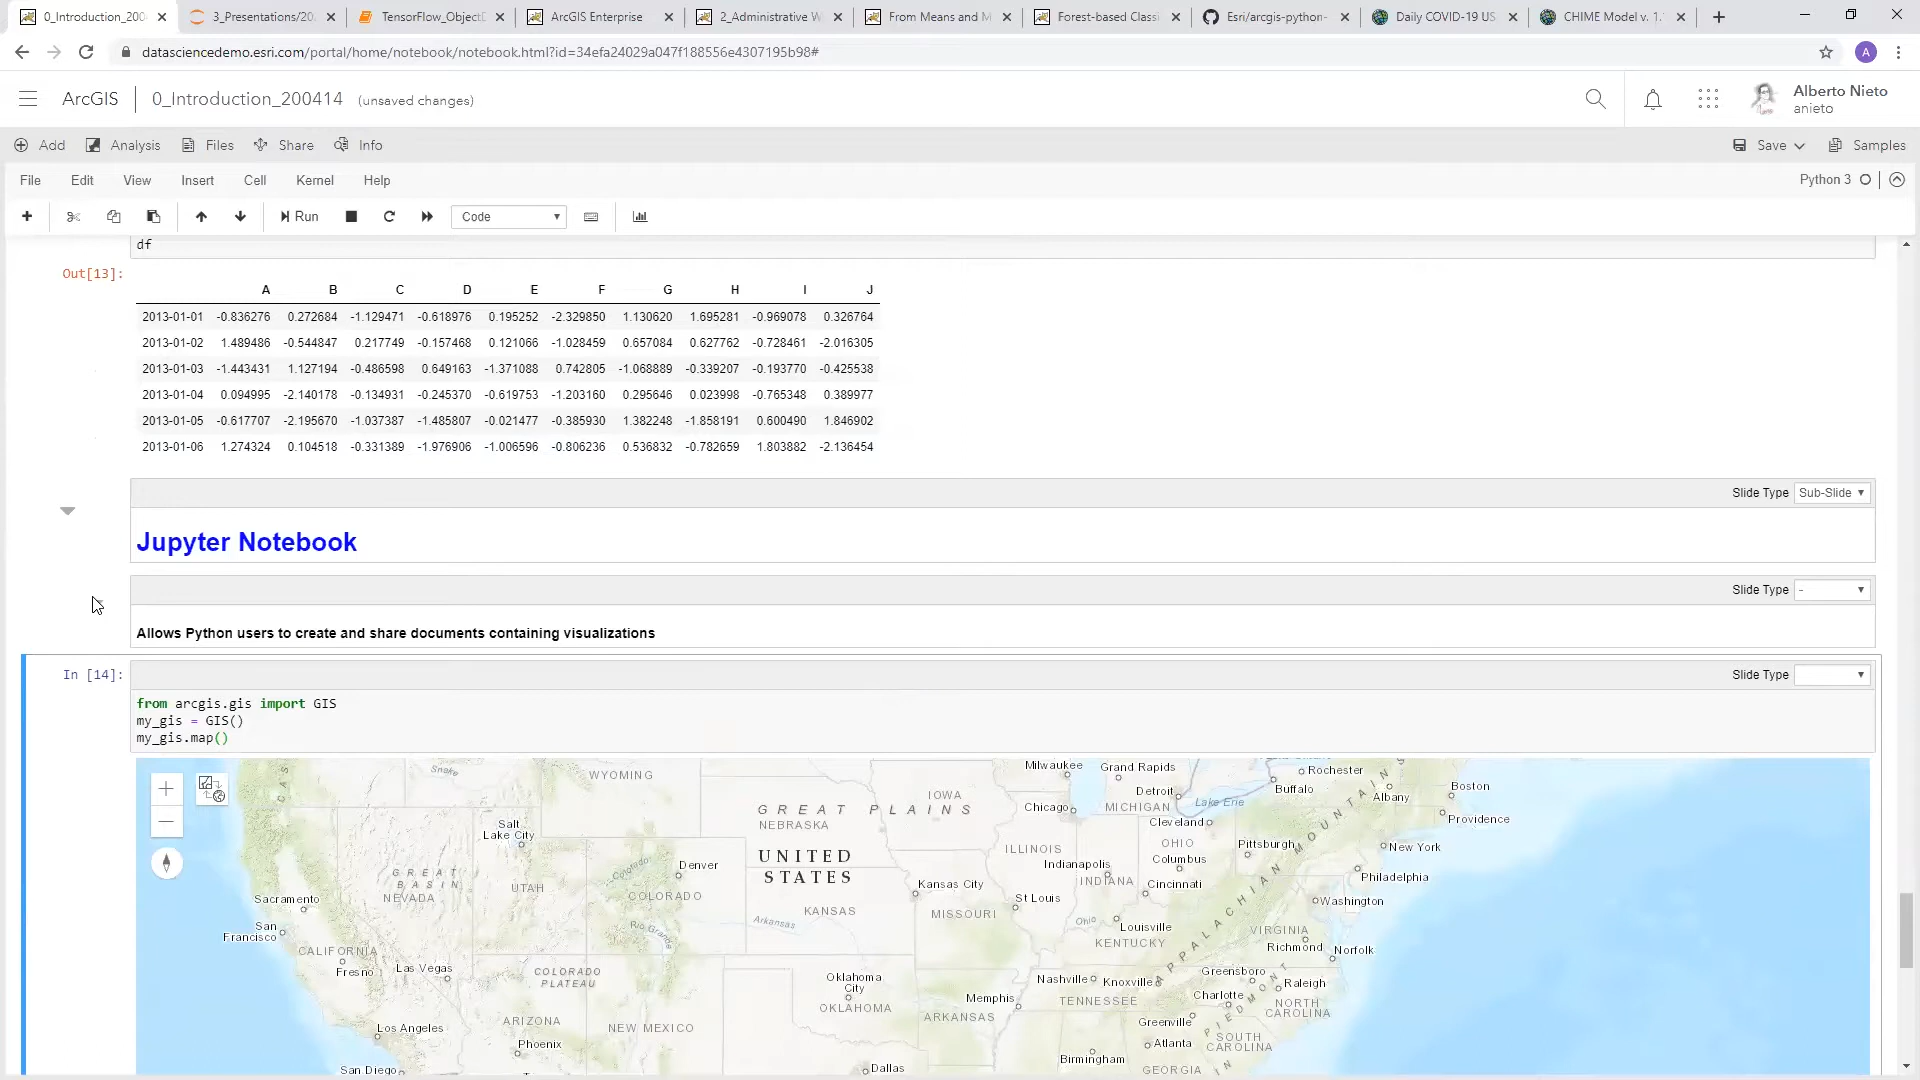 0_Introduction_200
3_Presentations/20
TensorFlow_Object
ArcGIS Enterprise
2_Administrative W
From Means and M
Forest-based Classi
Esri/arcgis-python-
Daily COVID-19 US
CHIME Model v. 1.
datasciencedemo.esri.com/portal/home/notebook/notebook.html?id=34efa24029a047f188556e4307195b98#
A
ArcGIS
0_Introduction_200414 (unsaved changes)
Alberto Nieto
anieto
Add Analysis Files Share Info Save Samples
File Edit View Insert Cell Kernel Help Python 3
Run Code
df
Out[13]:
A B C D E F G H I J
2013-01-01 -0.836276 0.272684 -1.129471 -0.618976 0.195252 -2.329850 1.130620 1.695281 -0.969078 0.326764
2013-01-02 1.489486 -0.544847 0.217749 -0.157468 0.121066 -1.028459 0.657084 0.627762 -0.728461 -2.016305
2013-01-03 -1.443431 1.127194 -0.486598 0.649163 -1.371088 0.742805 -1.068889 -0.339207 -0.193770 -0.425538
2013-01-04 0.094995 -2.140178 -0.134931 -0.245370 -0.619753 -1.203160 0.295646 0.023998 -0.765348 0.389977
2013-01-05 -0.617707 -2.195670 -1.037387 -1.485807 -0.021477 -0.385930 1.382248 -1.858191 0.600490 1.846902
2013-01-06 1.274324 0.104518 -0.331389 -1.976906 -1.006596 -0.806236 0.536832 -0.782659 1.803882 -2.136454
Slide Type Sub-Slide
Jupyter Notebook
Slide Type -
Allows Python users to create and share documents containing visualizations
In [14]:
Slide Type
from arcgis.gis import GIS
my_gis = GIS()
my_gis.map()
Snake
WYOMING
Milwaukee
Grand Rapids
Rochester
Buffalo
Albany
Boston
Detroit
MICHIGAN
Lake Erie
IOWA
GREAT PLAINS
NEBRASKA
Chicago
Cleveland
Providence
Salt
Lake City
UNITED
STATES
ILLINOIS
OHIO
Pittsburgh
New York
Denver
Colorado
Indianapolis
INDIANA
Columbus
Cincinnati
Philadelphia
GREAT
BASIN
NEVADA
UTAH
COLORADO
Kansas City
St Louis
Washington
APPALACHIAN MOUNTAINS
Sacramento
KANSAS
MISSOURI
Arkansas
Rio Grande
Ohio
Louisville
KENTUCKY
VIRGINIA
Richmond
Norfolk
San
Francisco
CALIFORNIA
Fresno
Las Vegas
COLORADO
PLATEAU
Oklahoma
City
OKLAHOMA
Nashville
Knoxville
Greensboro
Raleigh
Memphis
TENNESSEE
Charlotte
NORTH
CAROLINA
ARKANSAS
PIEDMONT
Los Angeles
ARIZONA
NEW MEXICO
Greenville
SOUTH
CAROLINA
Phoenix
Atlanta
Birmingham
San Diego
Dallas
GEORGIA